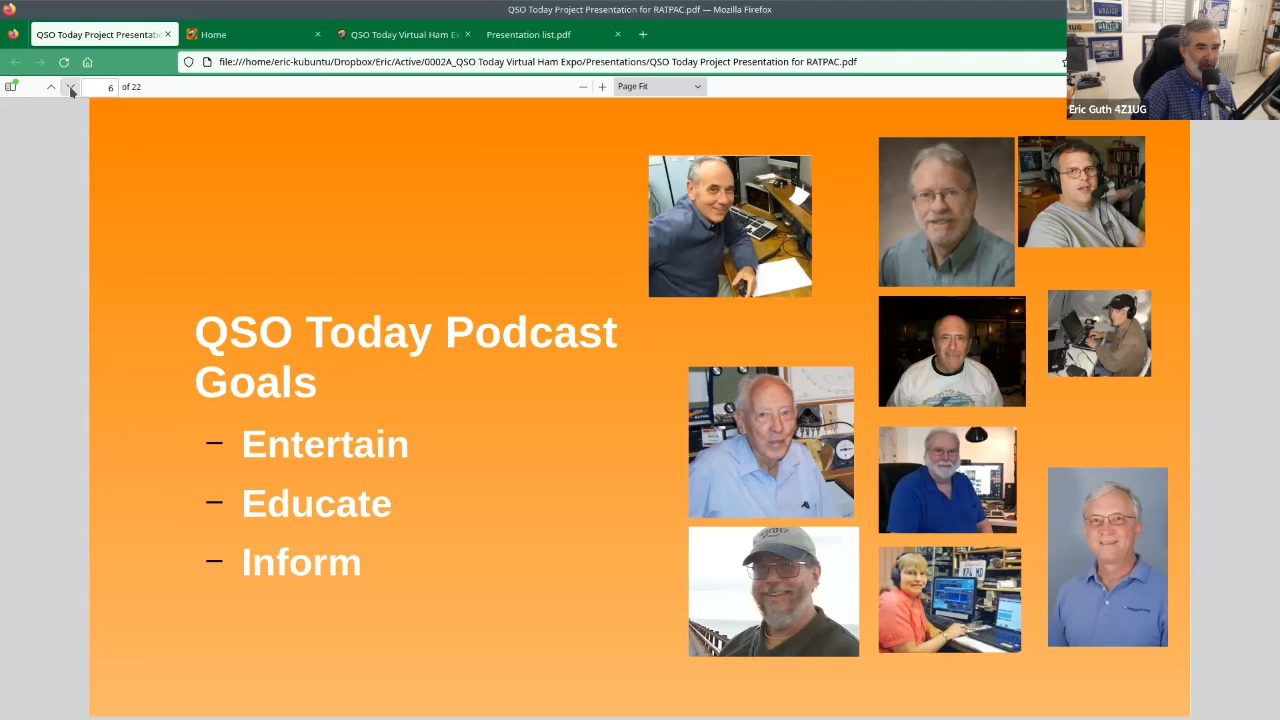 QSO Today Project Presentation for RATPAC.pdf — Mozilla Firefox
QSO Today Project Presentatic
Home
QSO Today Virtual Ham Ex
Presentation list.pdf
file:///home/eric-kubuntu/Dropbox/Eric/Active/0002A_QSO Today Virtual Ham Expo/Presentations/QSO Today Project Presentation for RATPAC.pdf
6 of 22
Page Fit
Eric Guth 4Z1UG
QSO Today Podcast
Goals
– Entertain
– Educate
– Inform